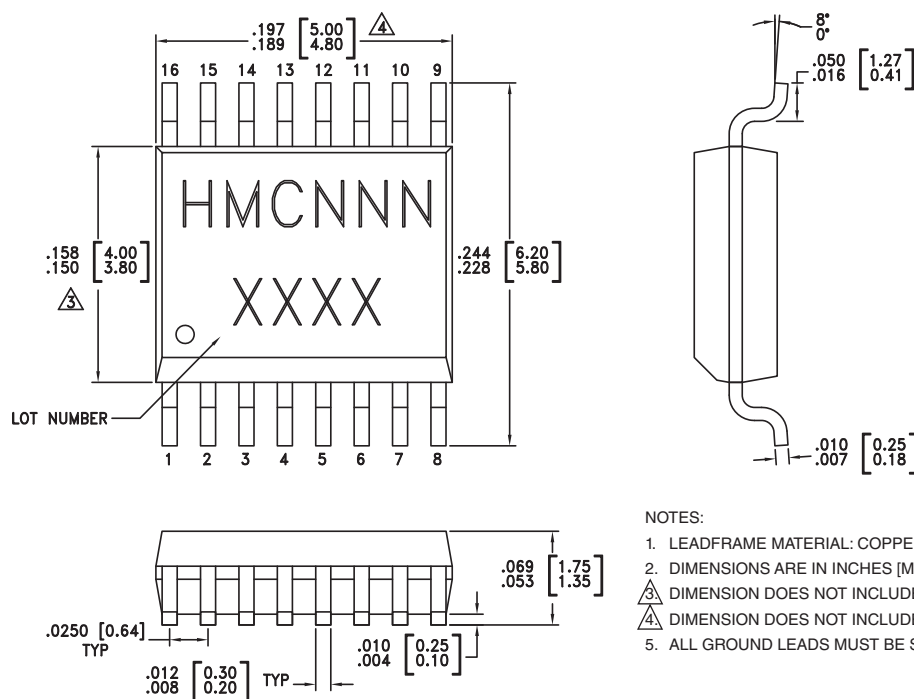 .197 [5.00]
.189 [4.80] 4
16 15 14 13 12 11 10 9
8°
0°
.050 [1.27]
.016 [0.41]
HMCNNN
XXXX
.158 [4.00]
.150 [3.80]
3
.244 [6.20]
.228 [5.80]
LOT NUMBER
1 2 3 4 5 6 7 8
.010 [0.25]
.007 [0.18]
.069 [1.75]
.053 [1.35]
.0250 [0.64]
TYP
.012 [0.30]
.008 [0.20] TYP
.010 [0.25]
.004 [0.10]
NOTES:
1. LEADFRAME MATERIAL: COPPE
2. DIMENSIONS ARE IN INCHES [M
3. DIMENSION DOES NOT INCLUDE
4. DIMENSION DOES NOT INCLUDE
5. ALL GROUND LEADS MUST BE S